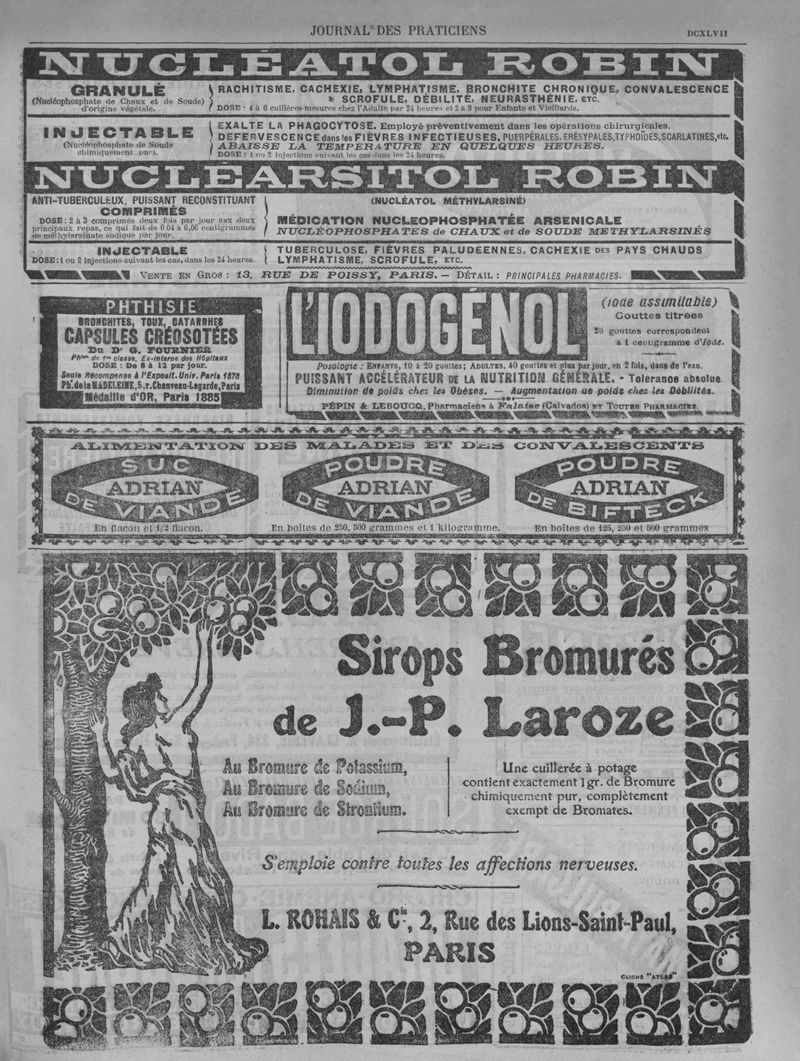 JOURNAL DES PRATICIENS
DCXLVII
NUCLÉATOL ROBIN
GRANULÉ
(Nucléophosphate de Chaux et de Soude)
d'origine végétale.
RACHITISME, CACHEXIE, LYMPHATISME, BRONCHITE CHRONIQUE, CONVALESCENCE
SCROFULE, DÉBILITÉ, NEURASTHÉNIE, ETC.
DOSE : 4 à 6 cuillères-mesures chez l'Adulte par 24 heures et 2 à 3 pour Enfants et Vieillards.
INJECTABLE
(Nucléophosphate de Soude
chimiquement pur).
EXALTE LA PHAGOCYTOSE. Employé préventivement dans les opérations chirurgicales.
DEFERVESCENCE dans les FIÈVRES INFECTIEUSES, PUERPÉRALES, ERÉSYPALES, TYPHOÏDES, SCARLATINES, etc.
ABAISSE LA TEMPÉRATURE EN QUELQUES HEURES.
DOSE : 1 ou 2 injections suivant les cas dans les 24 heures.
NUCLÉARSITOL ROBIN
ANTI-TUBERCULEUX, PUISSANT RECONSTITUANT
COMPRIMÉS
DOSE : 2 à 3 comprimés deux fois par jour aux deux
principaux repas, ce qui fait de 0.04 à 0,06 centigrammes
de méthylarsinate sodique par jour.
(NUCLÉATOL MÉTHYLARSINÉ)
MÉDICATION NUCLEOPHOSPHATÉE ARSENICALE
NUCLÉOPHOSPHATES de CHAUX et de SOUDE METHYLARSINÉS
INJECTABLE
DOSE : 1 ou 2 injections suivant les cas, dans les 24 heures.
TUBERCULOSE, FIÈVRES PALUDEENNES, CACHEXIE DES PAYS CHAUDS
LYMPHATISME, SCROFULE, ETC.
VENTE EN GROS : 13, RUE DE POISSY, PARIS. — DÉTAIL : PRINCIPALES PHARMACIES.
PHTHISIE
BRONCHITES, TOUX, CATARRHES
CAPSULES CRÉOSOTÉES
Du Dr G. FOURNIER
Phien de 1re classe, Ex-interne des Hôpitaux
DOSE : De 8 à 12 par jour.
Seule Récompense à l'Exposit. Univ. Paris 1878
Ph. de la MADELEINE, 5, r. Chauveau-Lagarde, Paris
Médaille d'OR, Paris 1885
L'IODOGÉNOL
(iode assimilable)
Gouttes titrées
20 gouttes correspondent
à 1 centigramme d'Iode.
Posologie : ENFANTS, 10 à 20 gouttes; ADULTES, 40 gouttes et plus par jour, en 2 fois, dans de l'eau.
PUISSANT ACCÉLÉRATEUR DE LA NUTRITION GÉNÉRALE. - Tolérance absolue.
Diminution de poids chez les Obèses. — Augmentation de poids chez les Débilités.
PÉPIN & LEBOUCQ, Pharmaciens à Falaise (Calvados) ET TOUTES PHARMACIES.
ALIMENTATION DES MALADES ET DES CONVALESCENTS
SUC
ADRIAN
DE VIANDE
En flacon et 1/2 flacon.
POUDRE
ADRIAN
DE VIANDE
En boites de 250, 500 grammes et 1 kilogramme.
POUDRE
ADRIAN
DE BIFTECK
En boîtes de 125, 250 et 500 grammes
Sirops Bromurés
de J.-P. Laroze
Au Bromure de Potassium,
Au Bromure de Sodium,
Au Bromure de Strontium.
Une cuillerée à potage
contient exactement 1 gr. de Bromure
chimiquement pur, complètement
exempt de Bromates.
S'emploie contre toutes les affections nerveuses.
L. ROHAIS & Cie, 2, Rue des Lions-Saint-Paul,
PARIS
CLICHÉ "ATLAS"